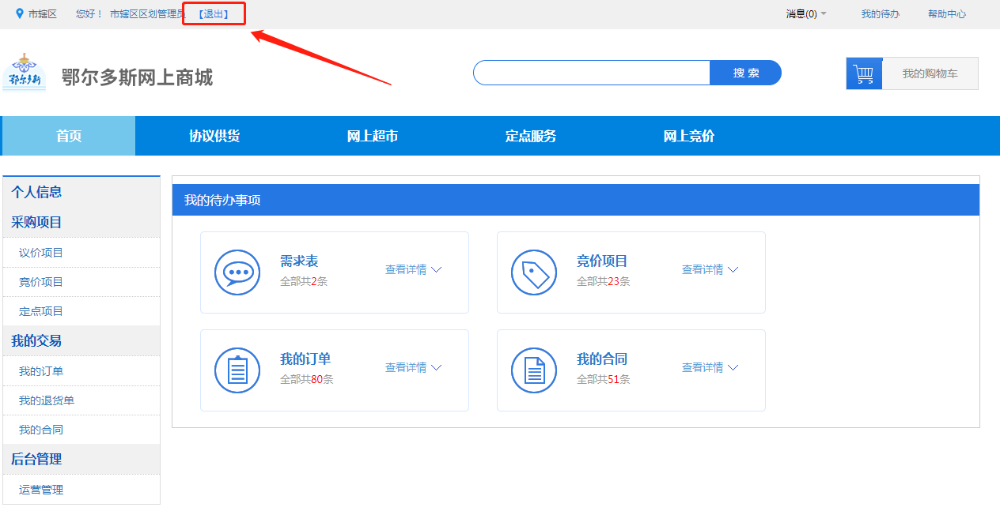 市辖区 您好！ 市辖区区划管理员 【退出】 消息(0) 我的待办 帮助中心
鄂尔多斯
鄂尔多斯网上商城
搜 索
我的购物车
首页 协议供货 网上超市 定点服务 网上竞价
个人信息
采购项目
议价项目
竞价项目
定点项目
我的交易
我的订单
我的退货单
我的合同
后台管理
运营管理
我的待办事项
需求表
全部共2条
查看详情
竞价项目
全部共23条
查看详情
我的订单
全部共80条
查看详情
我的合同
全部共51条
查看详情